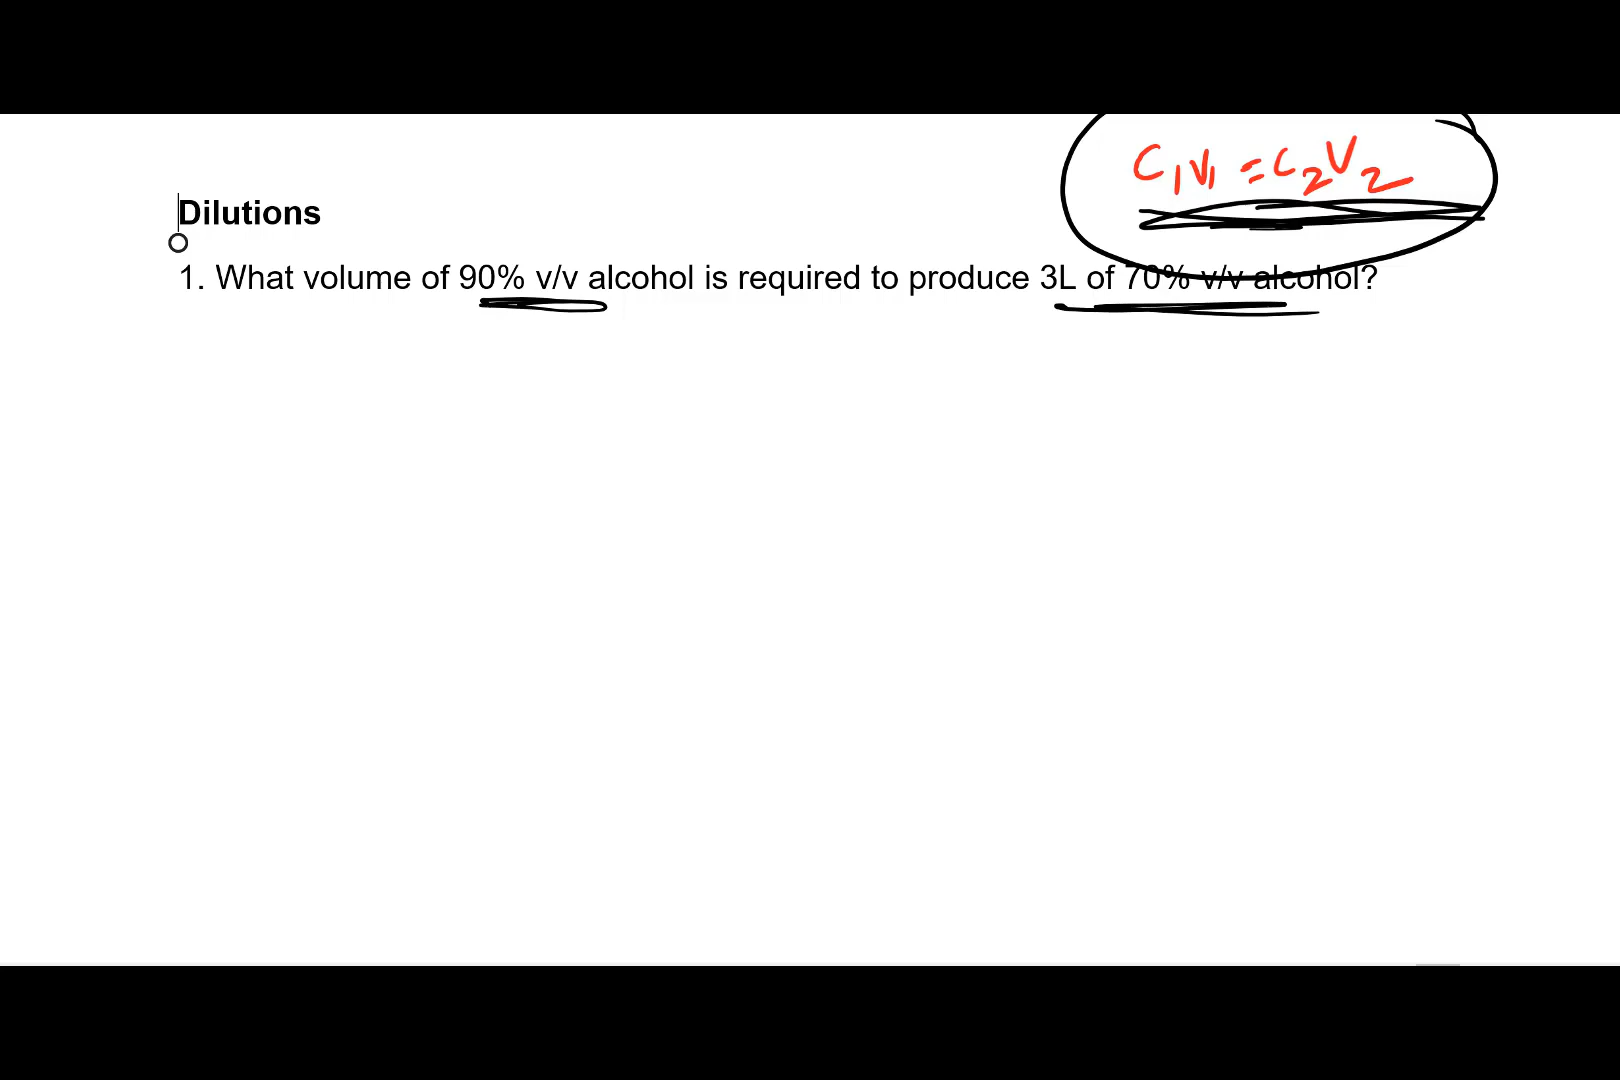 C₁V₁ = C₂V₂
Dilutions
1. What volume of 90% v/v alcohol is required to produce 3L of 70% v/v alcohol?